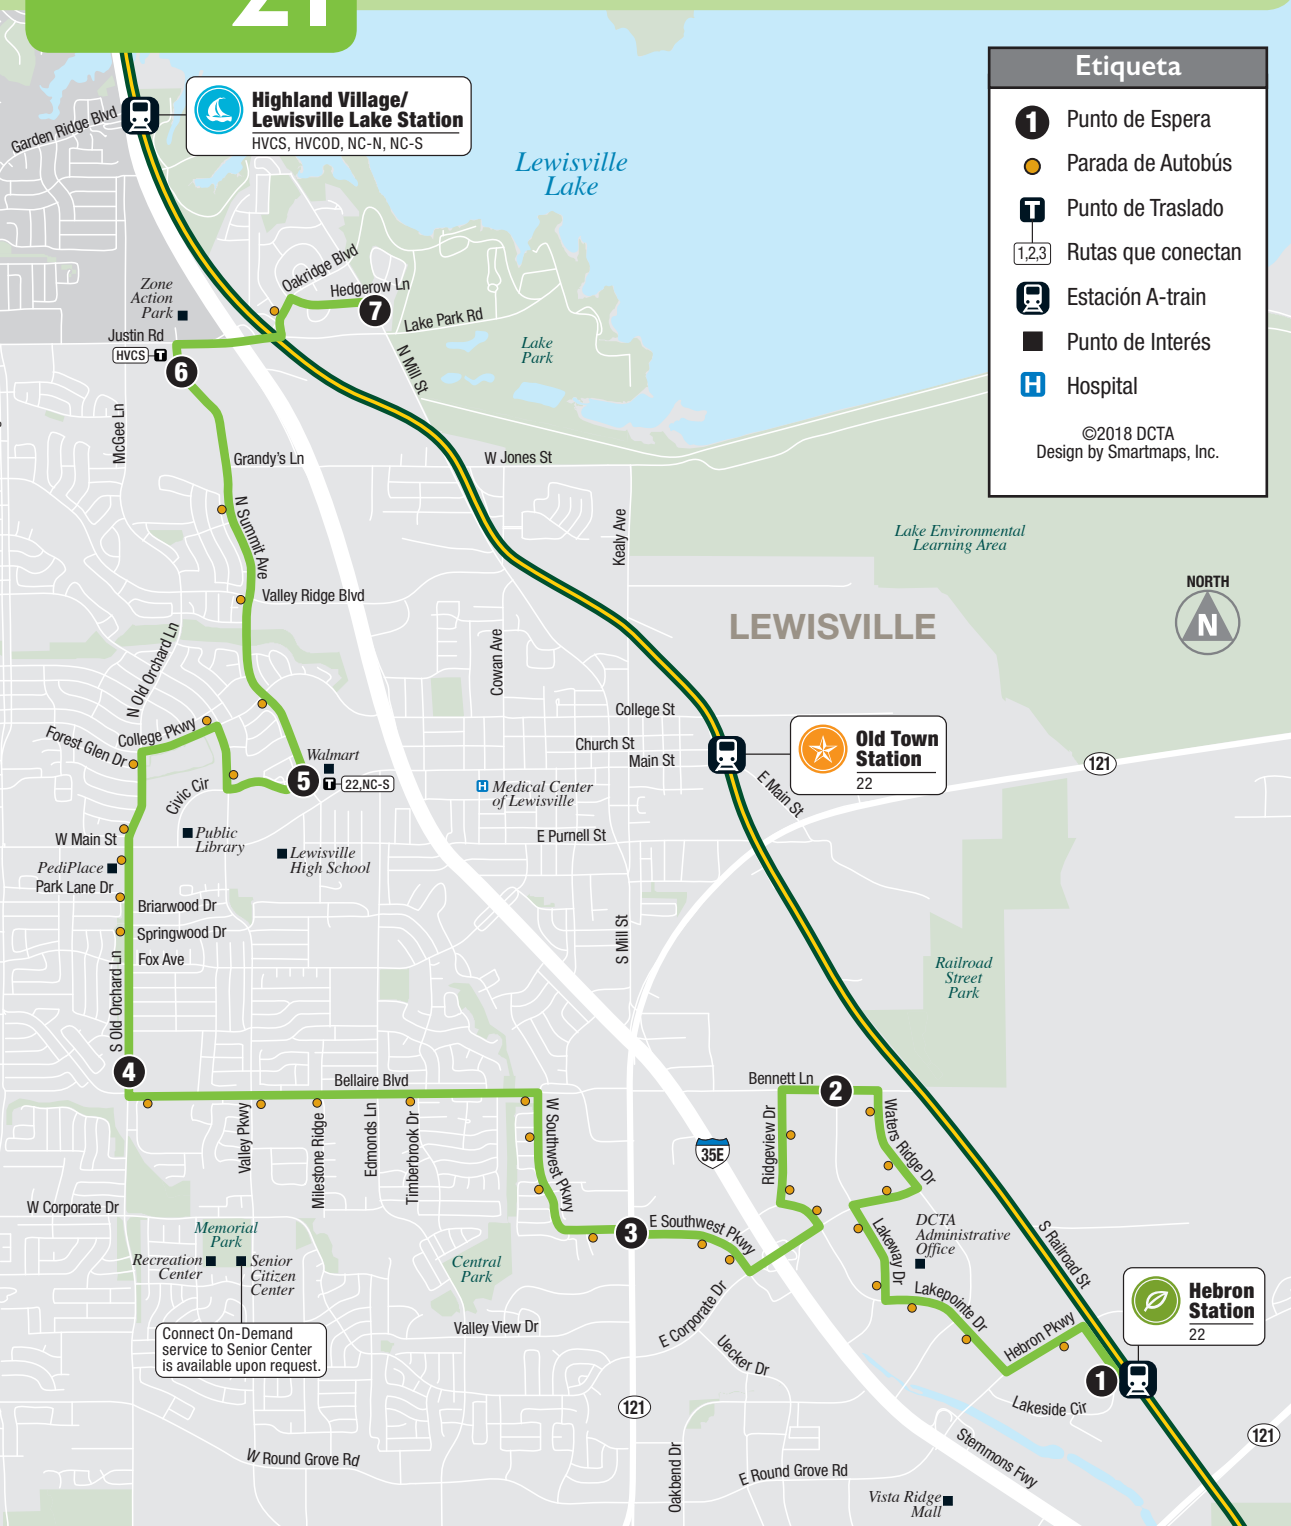 21
Etiqueta
1
Punto de Espera
Parada de Autobús
T
Punto de Traslado
1,2,3
Rutas que conectan
Estación A-train
Punto de Interés
H
Hospital
©2018 DCTA
Design by Smartmaps, Inc.
Highland Village/
Lewisville Lake Station
HVCS, HVCOD, NC-N, NC-S
Garden Ridge Blvd
Lewisville
Lake
Oakridge Blvd
Hedgerow Ln
7
Zone
Action
Park
Justin Rd
HVCS
T
6
Lake Park Rd
N Mill St
Lake
Park
McGee Ln
Grandy's Ln
W Jones St
N Summit Ave
Kealy Ave
Lake Environmental
Learning Area
NORTH
N
Valley Ridge Blvd
LEWISVILLE
N Old Orchard Ln
Cowan Ave
College St
College Pkwy
Forest Glen Dr
Church St
Main St
Old Town
Station
22
E Main St
121
Walmart
5
T
22,NC-S
Civic Cir
H
Medical Center
of Lewisville
W Main St
Public
Library
E Purnell St
Lewisville
High School
PediPlace
Park Lane Dr
Briarwood Dr
Springwood Dr
Fox Ave
S Old Orchard Ln
S Mill St
Railroad
Street
Park
4
Bellaire Blvd
Bennett Ln
2
Valley Pkwy
Milestone Ridge
Edmonds Ln
Timberbrook Dr
W Southwest Pkwy
35E
Ridgeview Dr
Waters Ridge Dr
W Corporate Dr
Memorial
Park
Recreation
Center
Senior
Citizen
Center
3
E Southwest Pkwy
Lakeway Dr
DCTA
Administrative
Office
S Railroad St
Central
Park
Hebron
Station
22
E Corporate Dr
Lakepointe Dr
Hebron Pkwy
Valley View Dr
Connect On-Demand
service to Senior Center
is available upon request.
Uecker Dr
1
Lakeside Cir
121
121
Stemmons Fwy
W Round Grove Rd
Oakbend Dr
E Round Grove Rd
Vista Ridge
Mall